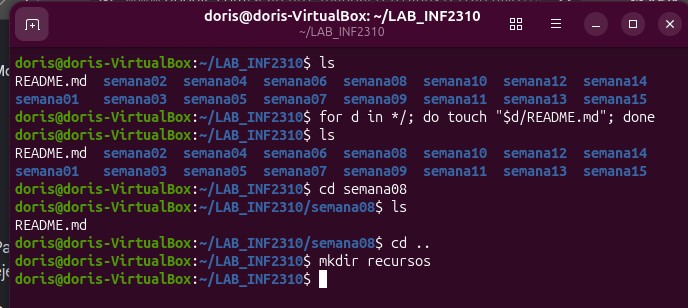 doris@doris-VirtualBox: ~/LAB_INF2310
~/LAB_INF2310
doris@doris-VirtualBox:~/LAB_INF2310$ ls
README.md semana02 semana04 semana06 semana08 semana10 semana12 semana14
semana01 semana03 semana05 semana07 semana09 semana11 semana13 semana15
doris@doris-VirtualBox:~/LAB_INF2310$ for d in */; do touch "$d/README.md"; done
doris@doris-VirtualBox:~/LAB_INF2310$ ls
README.md semana02 semana04 semana06 semana08 semana10 semana12 semana14
semana01 semana03 semana05 semana07 semana09 semana11 semana13 semana15
doris@doris-VirtualBox:~/LAB_INF2310$ cd semana08
doris@doris-VirtualBox:~/LAB_INF2310/semana08$ ls
README.md
doris@doris-VirtualBox:~/LAB_INF2310/semana08$ cd ..
doris@doris-VirtualBox:~/LAB_INF2310$ mkdir recursos
doris@doris-VirtualBox:~/LAB_INF2310$